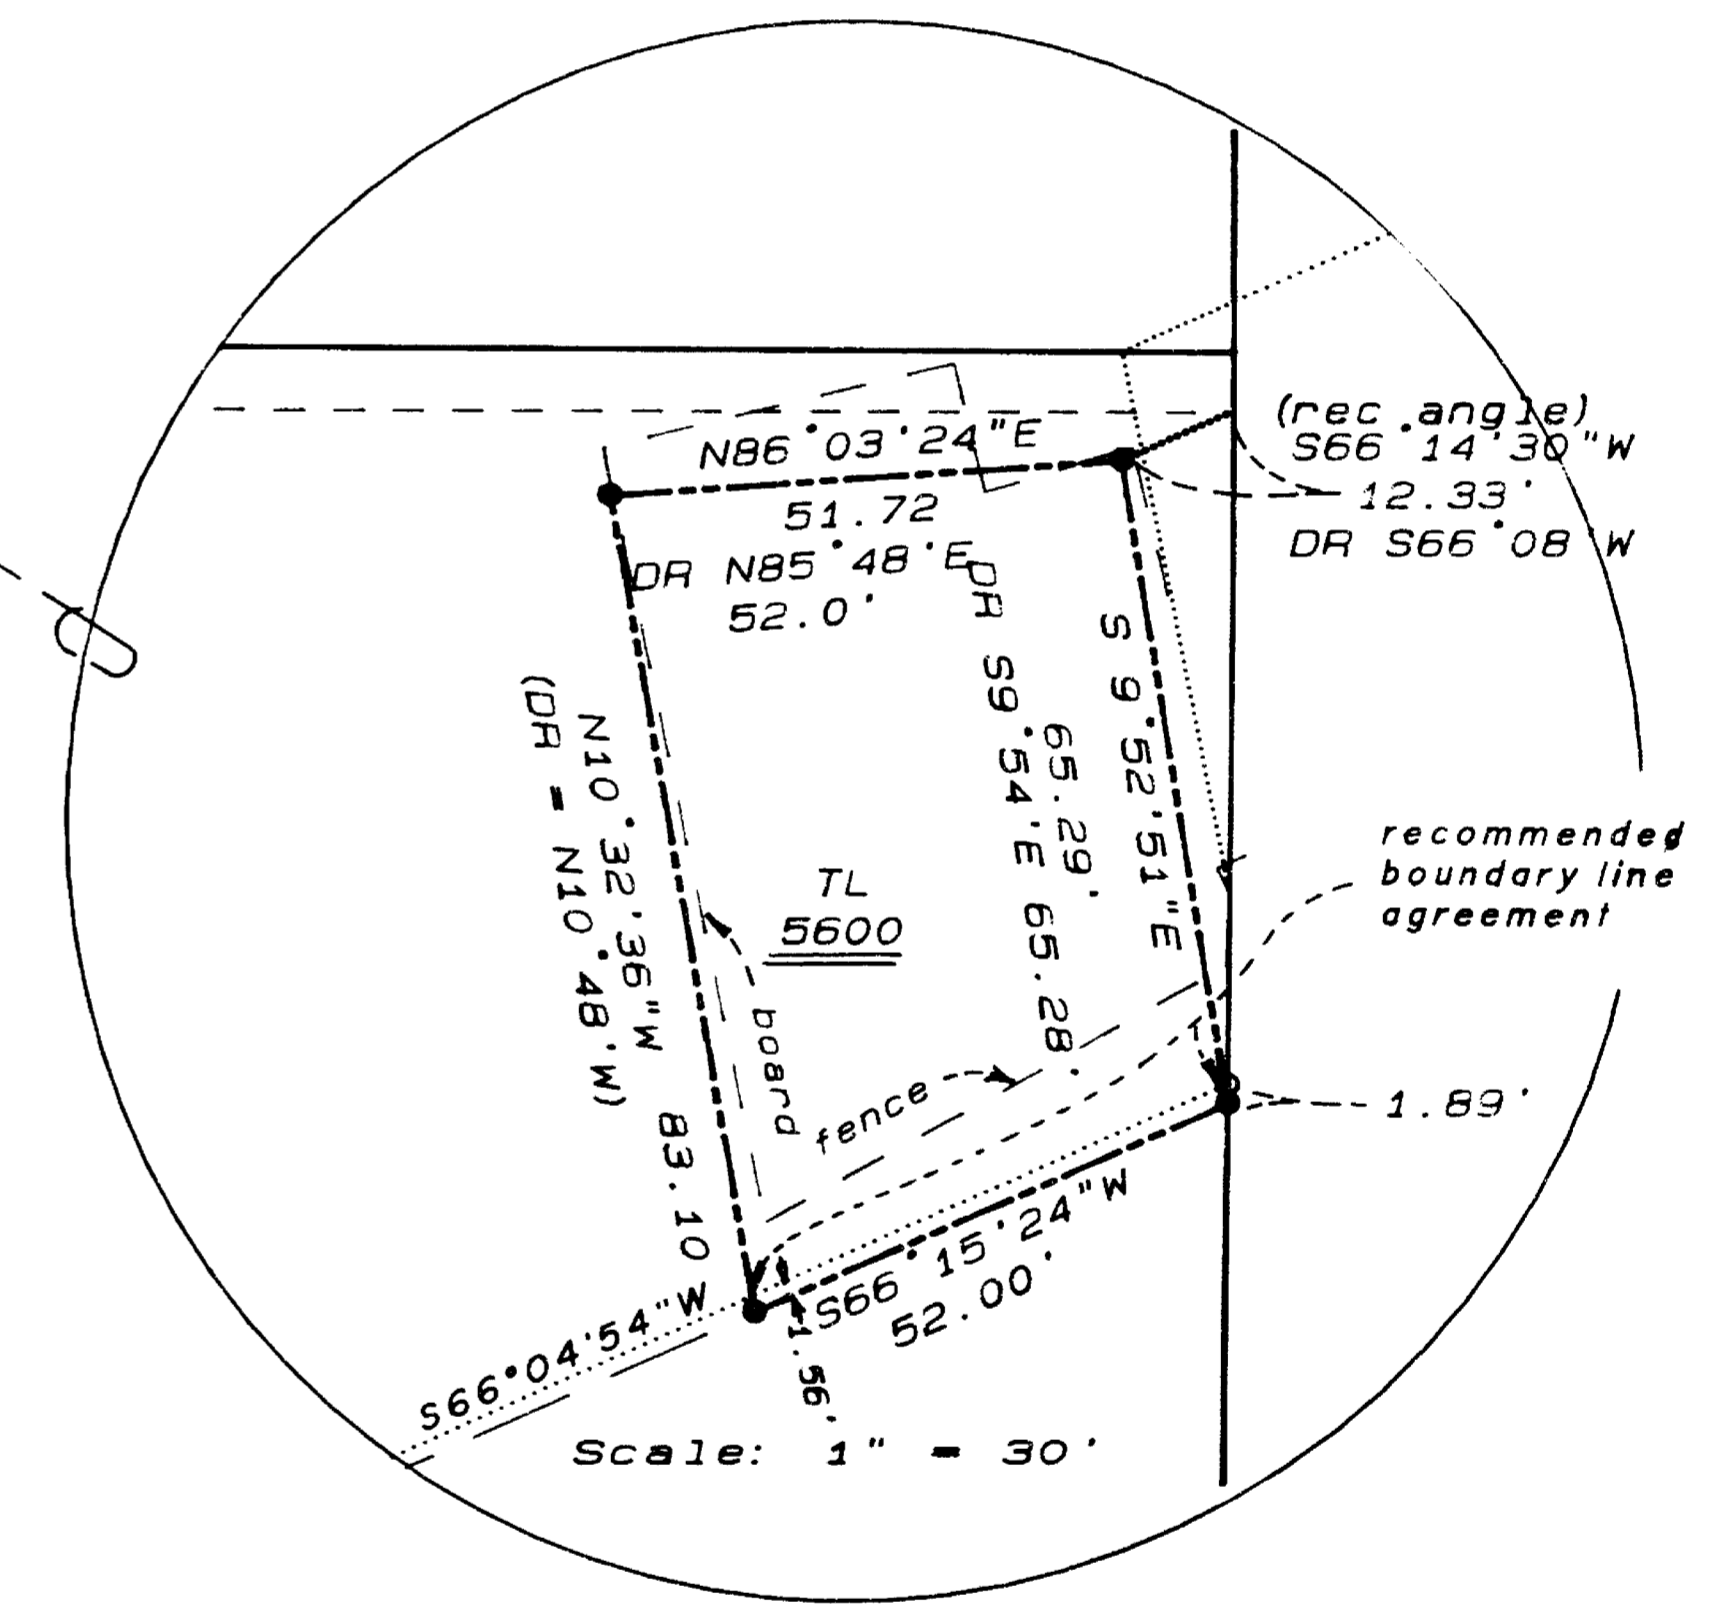 (rec.angle)
N86°03'24"E
S66°14'30"W
51.72
12.33'
DR N85°48'E
DR S66°08'W
52.0'
S 9°52'51"E
65.29'
DR S9°54'E 65.28'
N10°32'36"W 83.10
(DR = N10°48'W)
TL
5600
recommended
boundary line
agreement
board
fence
1.89'
S66°15'24"W
52.00'
S66°04'54"W
1.56'
Scale: 1" = 30'